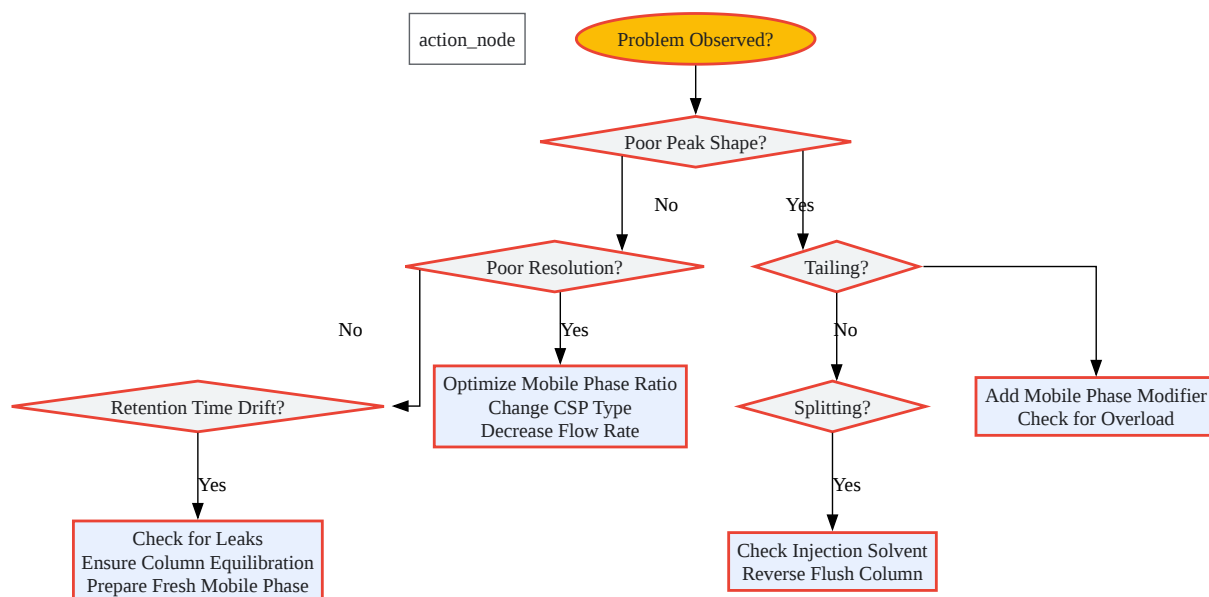 action_node
Problem Observed?
Poor Peak Shape?
No
Yes
Poor Resolution?
Tailing?
No
Yes
No
Optimize Mobile Phase Ratio
Change CSP Type
Decrease Flow Rate
Add Mobile Phase Modifier
Check for Overload
Retention Time Drift?
Splitting?
Yes
Yes
Check for Leaks
Ensure Column Equilibration
Prepare Fresh Mobile Phase
Check Injection Solvent
Reverse Flush Column